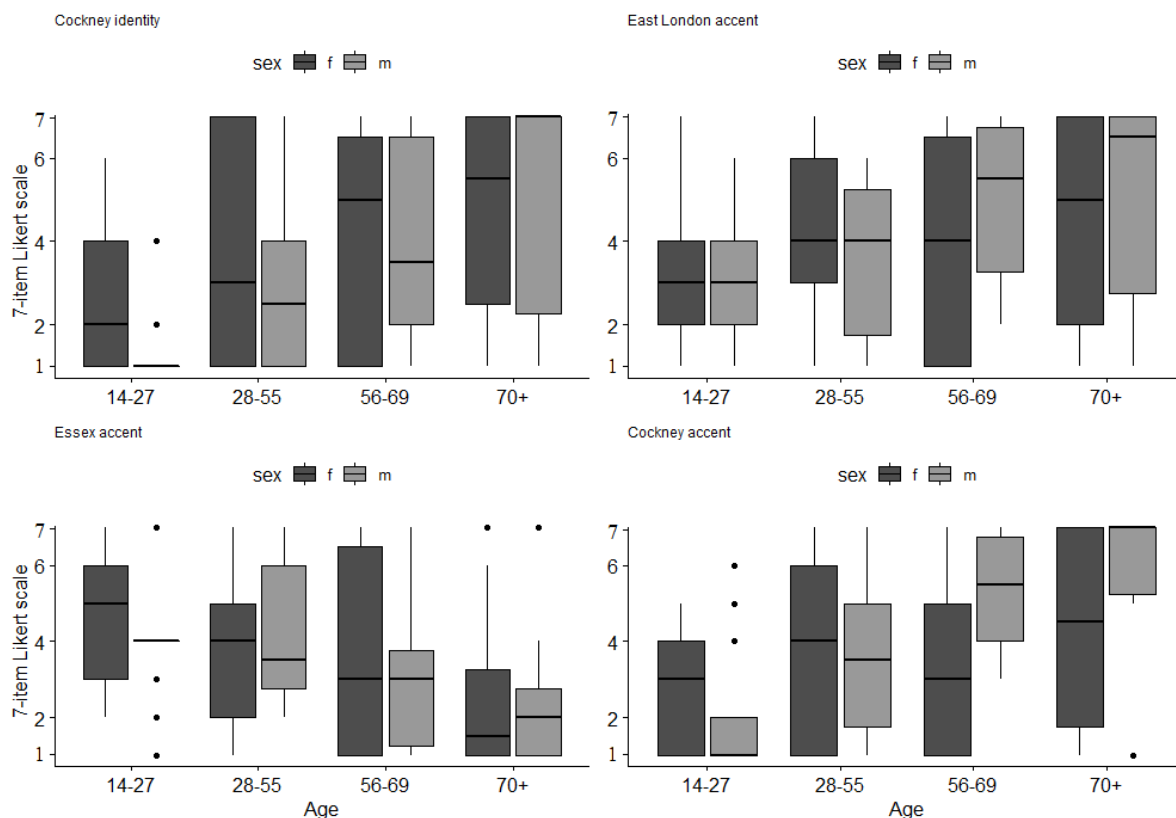 Cockney identity
sex f m
7-item Likert scale
7
6
4
2
1
14-27 28-55 56-69 70+
East London accent
sex f m
7
6
4
2
1
14-27 28-55 56-69 70+
Essex accent
sex f m
7-item Likert scale
7
6
4
2
1
14-27 28-55 56-69 70+
Age
Cockney accent
sex f m
7
6
4
2
1
14-27 28-55 56-69 70+
Age